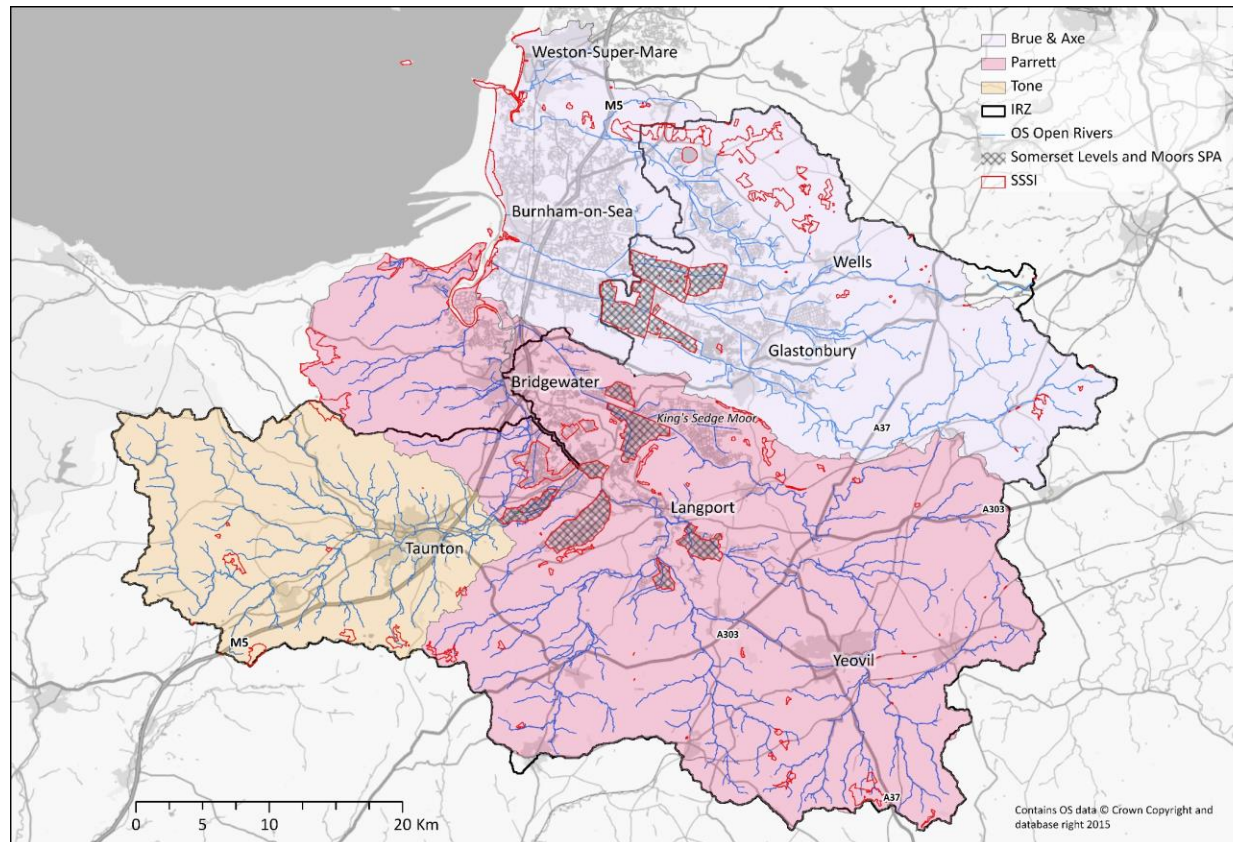 Weston-Super-Mare
M5
Burnham-on-Sea
Wells
Glastonbury
Bridgewater
King's Sedge Moor
A37
Langport
A303
Taunton
M5
A303
Yeovil
A37
Brue & Axe
Parrett
Tone
IRZ
OS Open Rivers
Somerset Levels and Moors SPA
SSSI
0 5 10 20 Km
Contains OS data © Crown Copyright and
database right 2015